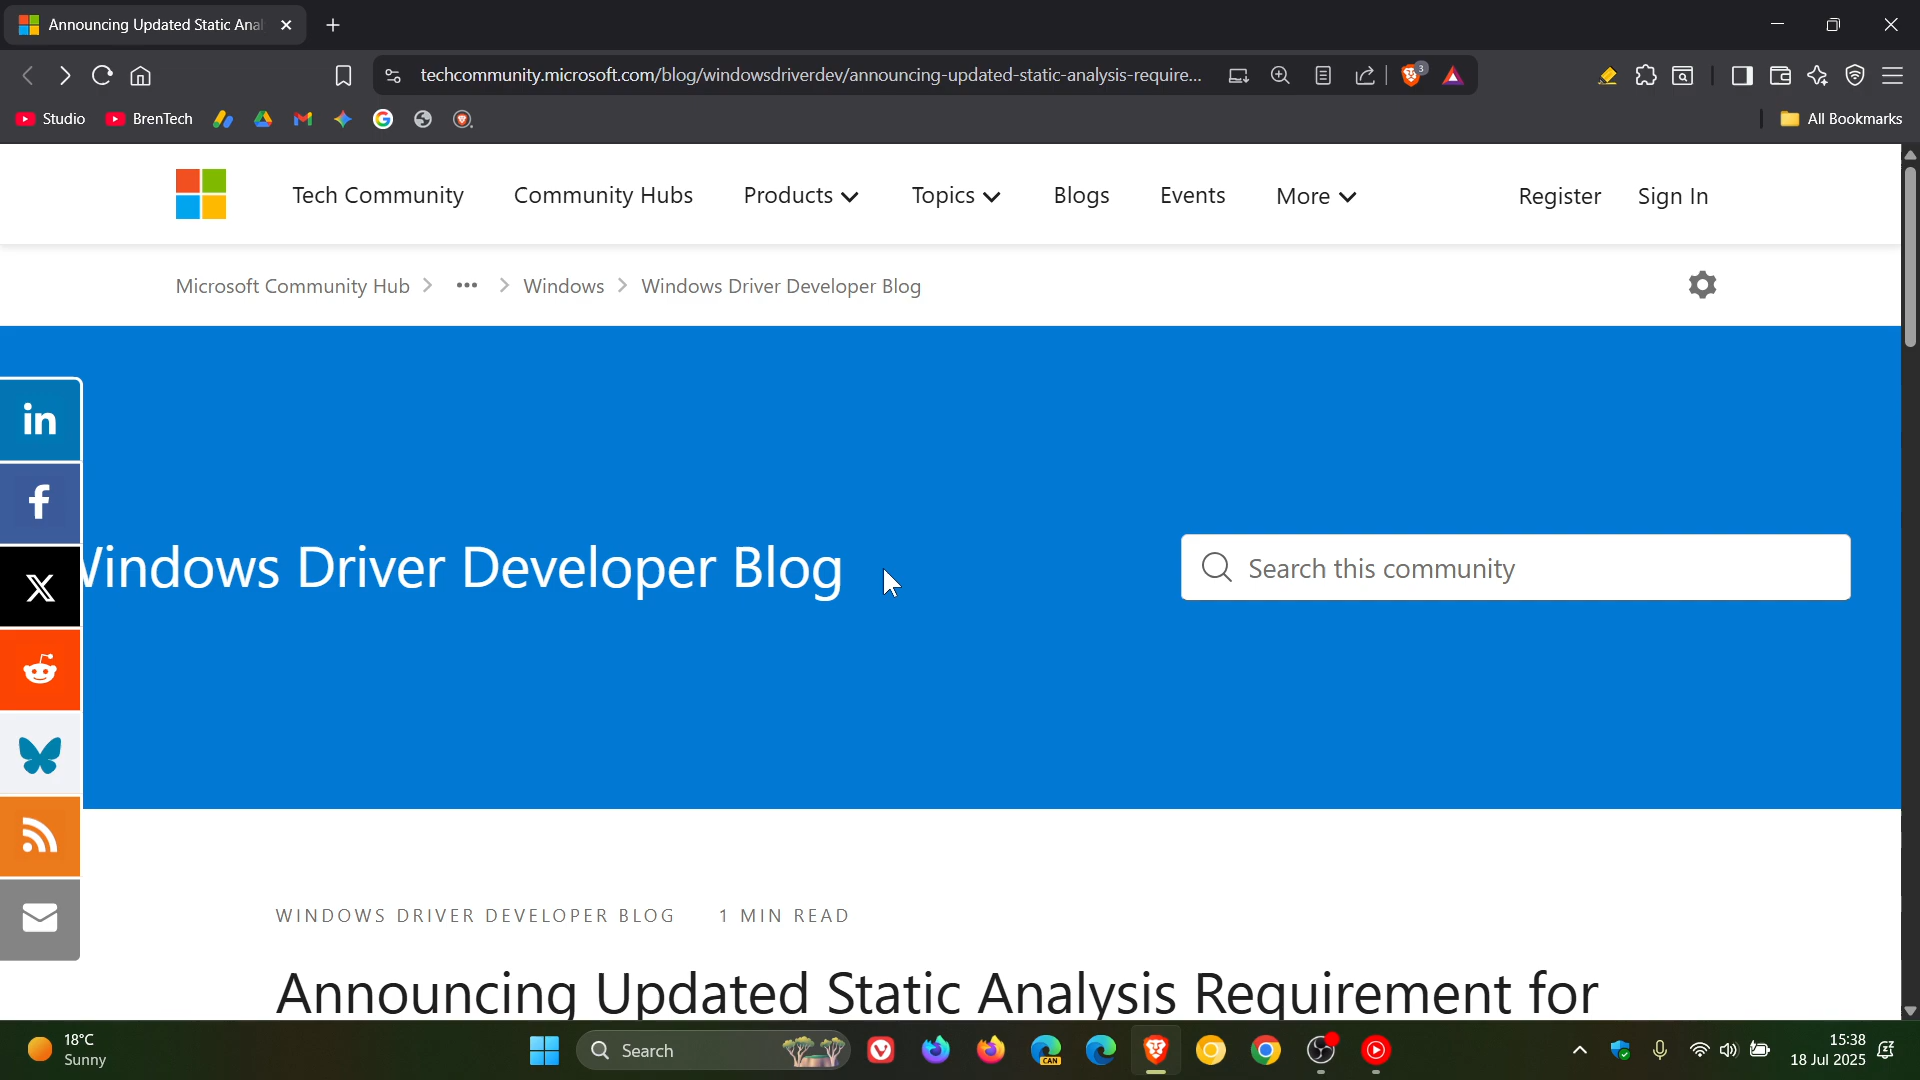 Announcing Updated Static Anal
techcommunity.microsoft.com/blog/windowsdriverdev/announcing-updated-static-analysis-require...
3
Studio
BrenTech
All Bookmarks
Tech Community
Community Hubs
Products
Topics
Blogs
Events
More
Register
Sign In
Microsoft Community Hub
Windows
Windows Driver Developer Blog
in
Windows Driver Developer Blog
Search this community
WINDOWS DRIVER DEVELOPER BLOG 1 MIN READ
Announcing Updated Static Analysis Requirement for
18°C
Sunny
Search
CAN
15:38
18 Jul 2025